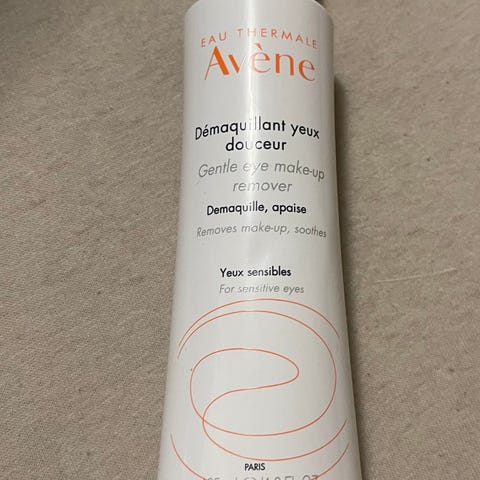 EAU THERMALE
Avène
Démaquillant yeux
douceur
Gentle eye make-up
remover
Demaquille, apaise
Removes make-up, soothes
Yeux sensibles
For sensitive eyes
PARIS